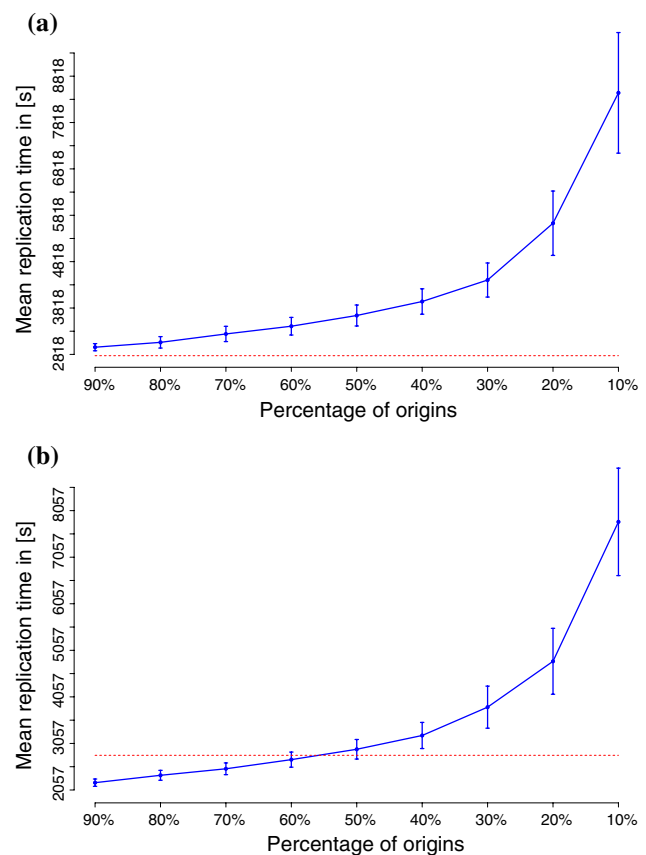 (a)
Mean replication time in [s]
8818
7818
6818
5818
4818
3818
2818
90% 80% 70% 60% 50% 40% 30% 20% 10%
Percentage of origins
(b)
Mean replication time in [s]
8057
7057
6057
5057
4057
3057
2057
90% 80% 70% 60% 50% 40% 30% 20% 10%
Percentage of origins